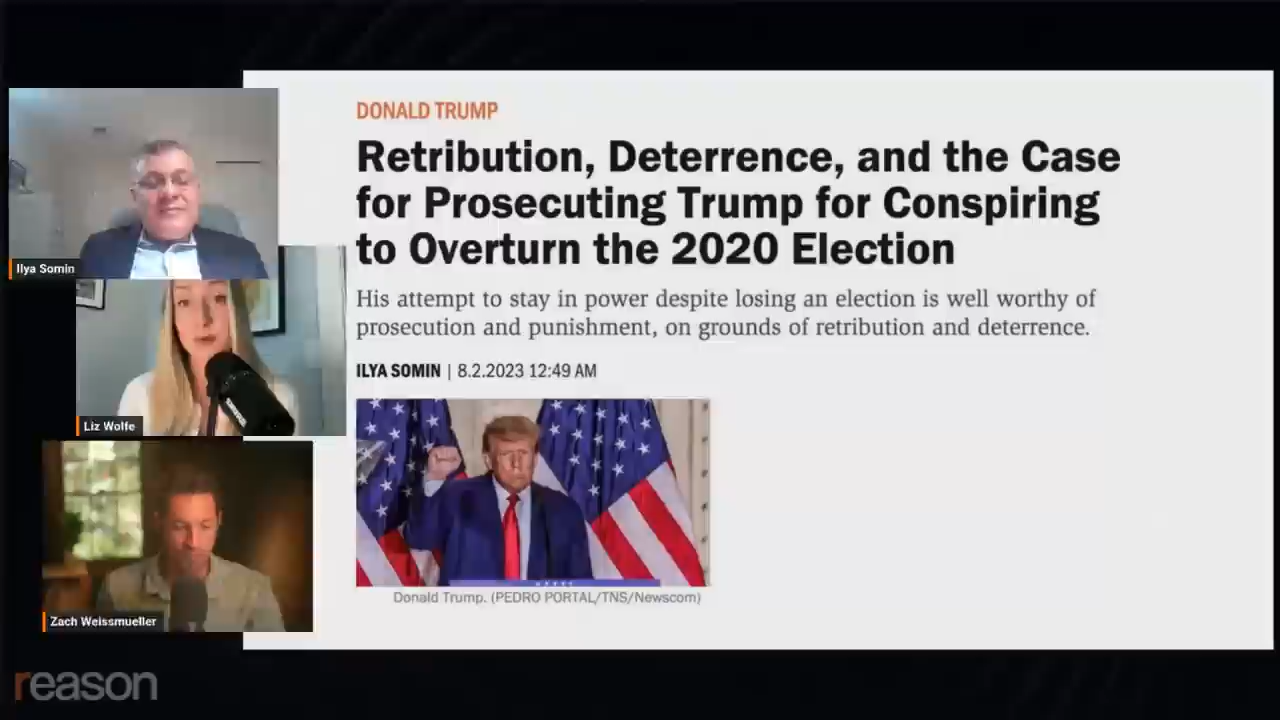 DONALD TRUMP
Retribution, Deterrence, and the Case
for Prosecuting Trump for Conspiring
to Overturn the 2020 Election
His attempt to stay in power despite losing an election is well worthy of
prosecution and punishment, on grounds of retribution and deterrence.
ILYA SOMIN | 8.2.2023 12:49 AM
Donald Trump. (PEDRO PORTAL/TNS/Newscom)
Ilya Somin
Liz Wolfe
Zach Weissmueller
reason